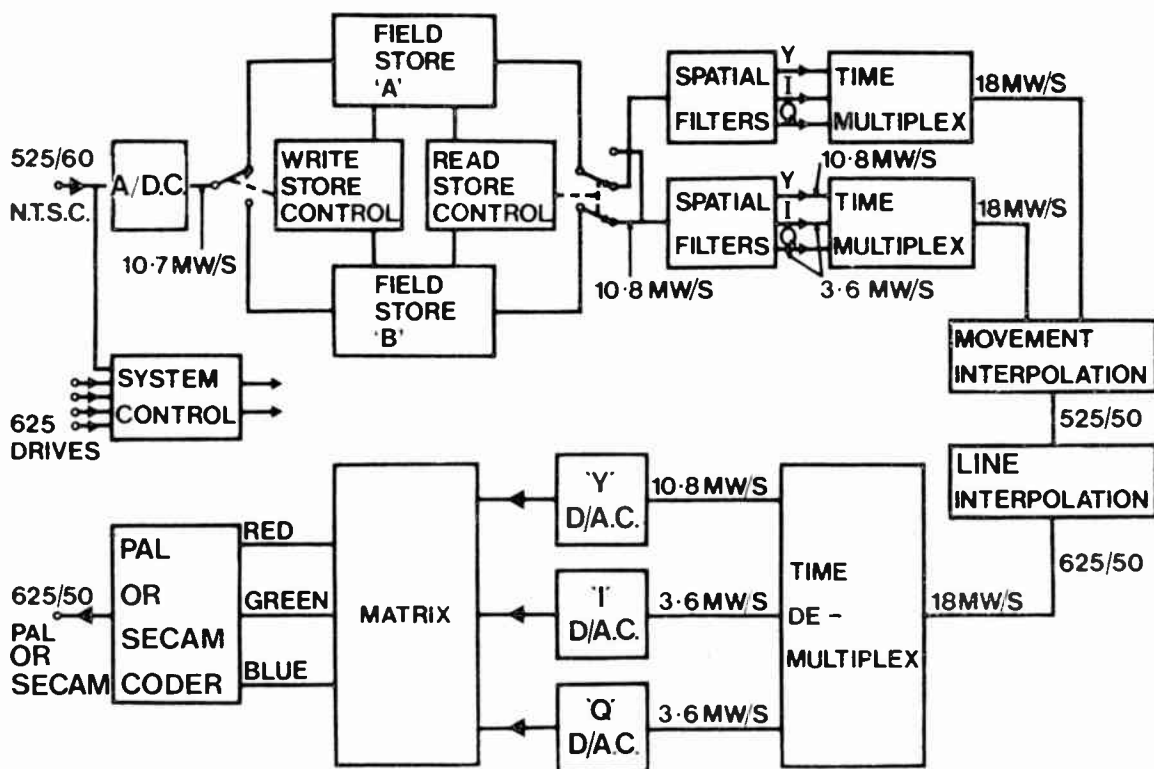 FIELD
STORE
'A'
SPATIAL
FILTERS
Y
I
Q
TIME
MULTIPLEX
18MW/S
525/60
N.T.S.C.
A/D.C.
10·7MW/S
WRITE
STORE
CONTROL
READ
STORE
CONTROL
10·8MW/S
SPATIAL
FILTERS
Y
I
Q
10·8MW/S
3·6MW/S
TIME
MULTIPLEX
18MW/S
FIELD
STORE
'B'
SYSTEM
CONTROL
625
DRIVES
MOVEMENT
INTERPOLATION
525/50
LINE
INTERPOLATION
625/50
18MW/S
TIME
DE-
MULTIPLEX
10·8MW/S
3·6MW/S
3·6MW/S
'Y'
D/A.C.
'I'
D/A.C.
'Q'
D/A.C.
MATRIX
RED
GREEN
BLUE
PAL
OR
SECAM
CODER
625/50
PAL
OR
SECAM